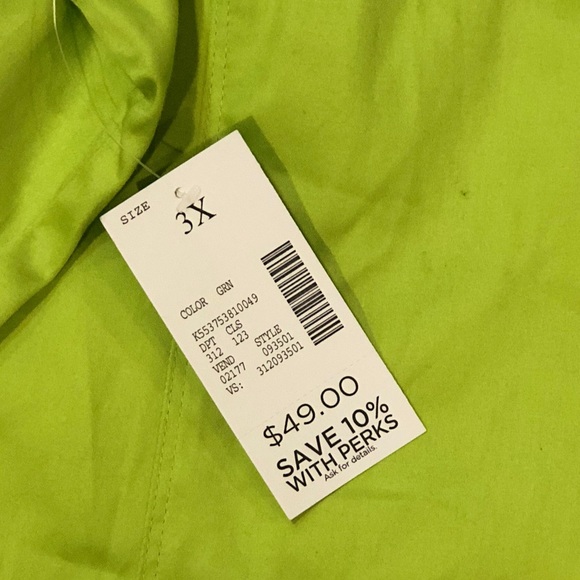 SIZE
3X
COLOR GRN
K553753810049
DPT CLS
312 123
VEND STYLE
02177 093501
VS: 312093501
$49.00
SAVE 10%
WITH PERKS
Ask for details.